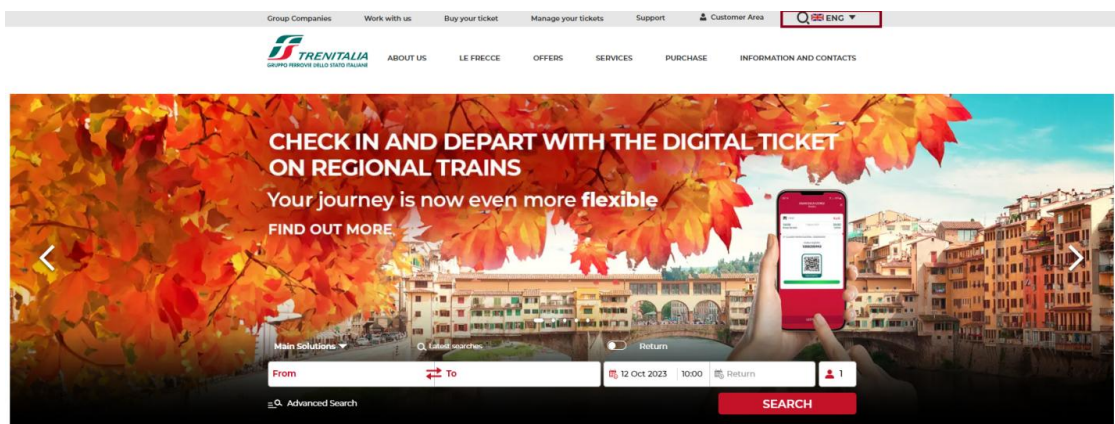 Group Companies Work with us Buy your ticket Manage your tickets Support Customer Area ENG
TRENITALIA
GRUPPO FERROVIE DELLO STATO ITALIANE
ABOUT US LE FRECCE OFFERS SERVICES PURCHASE INFORMATION AND CONTACTS
CHECK IN AND DEPART WITH THE DIGITAL TICKET
ON REGIONAL TRAINS
Your journey is now even more flexible
FIND OUT MORE
Main Solutions Latest searches Return
From To 12 Oct 2023 10:00 Return 1
Advanced Search SEARCH